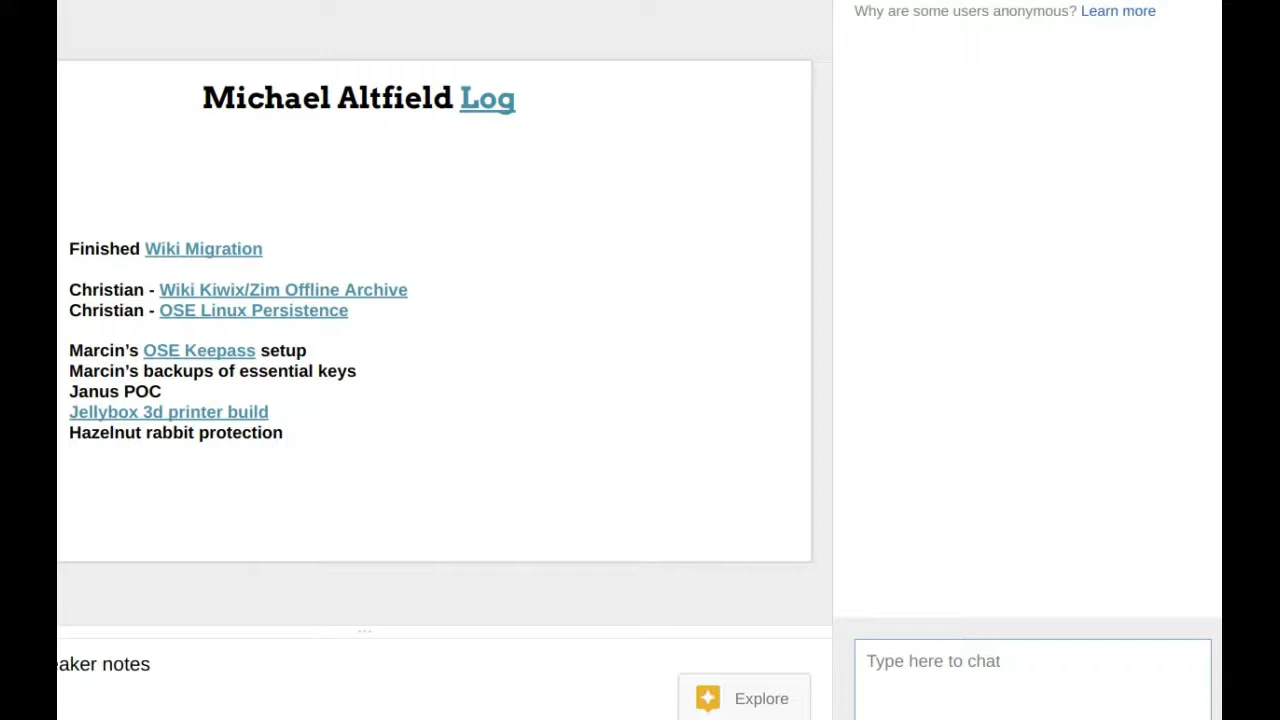 Why are some users anonymous? Learn more
Michael Altfield Log
Finished Wiki Migration
Christian - Wiki Kiwix/Zim Offline Archive
Christian - OSE Linux Persistence
Marcin’s OSE Keepass setup
Marcin’s backups of essential keys
Janus POC
Jellybox 3d printer build
Hazelnut rabbit protection
eaker notes
Explore
Type here to chat